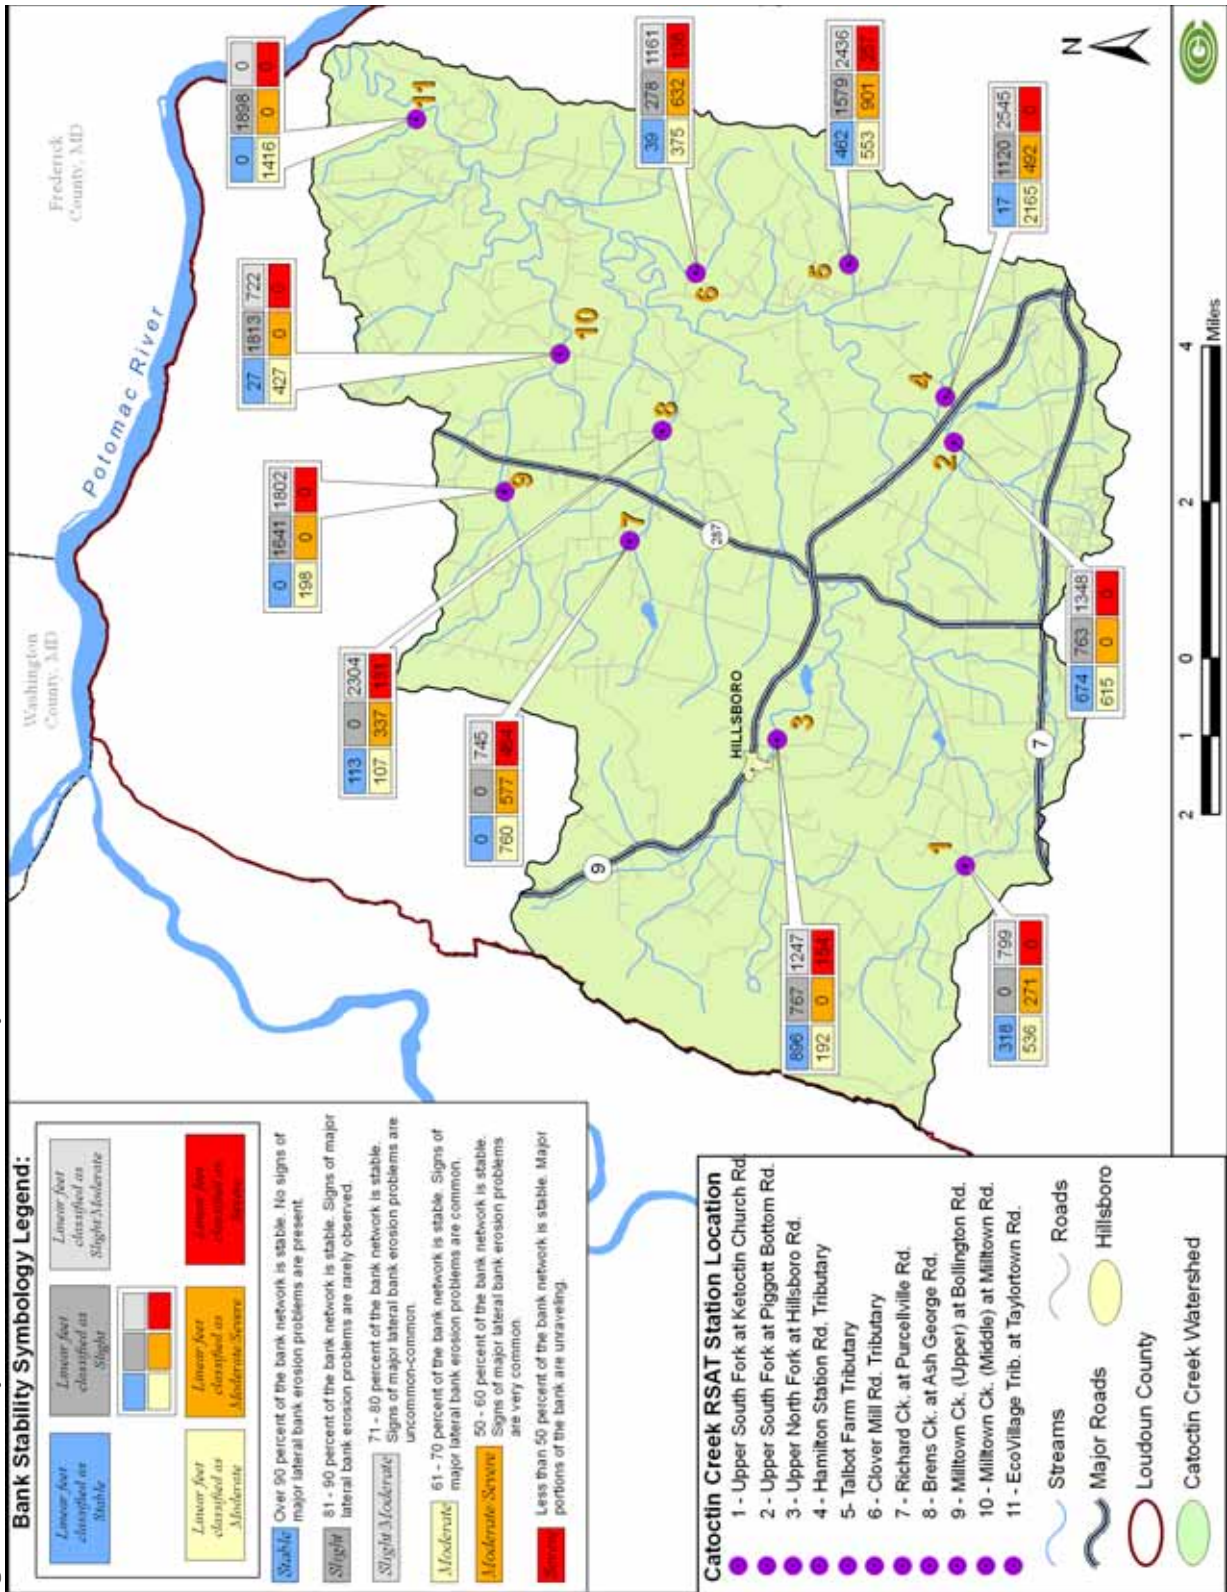 Bank Stability Symbology Legend:
Linear feet
classified as
Stable
Linear feet
classified as
Slight
Linear feet
classified as
Slight/Moderate
Linear feet
classified as
Moderate
Linear feet
classified as
Moderate/Severe
Linear feet
classified as
Severe
Stable
Over 90 percent of the bank network is stable. No signs of
major lateral bank erosion problems are present.
Slight
81 - 90 percent of the bank network is stable. Signs of major
lateral bank erosion problems are rarely observed.
Slight/Moderate
71 - 80 percent of the bank network is stable.
Signs of major lateral bank erosion problems are
uncommon-common.
Moderate
61 - 70 percent of the bank network is stable. Signs of
major lateral bank erosion problems are common.
Moderate/Severe
50 - 60 percent of the bank network is stable.
Signs of major lateral bank erosion problems
are very common.
Severe
Less than 50 percent of the bank network is stable. Major
portions of the bank are unraveling.
Catoctin Creek RSAT Station Location
1 - Upper South Fork at Ketoctin Church Rd.
2 - Upper South Fork at Piggott Bottom Rd.
3 - Upper North Fork at Hillsboro Rd.
4 - Hamilton Station Rd. Tributary
5- Talbot Farm Tributary
6 - Clover Mill Rd. Tributary
7 - Richard Ck. at Purcellville Rd.
8 - Brens Ck. at Ash George Rd.
9 - Milltown Ck. (Upper) at Bollington Rd.
10 - Milltown Ck. (Middle) at Milltown Rd.
11 - EcoVillage Trib. at Taylortown Rd.
Streams
Roads
Major Roads
Hillsboro
Loudoun County
Catoctin Creek Watershed
Washington
County, MD
Frederick
County, MD
Potomac River
0 1898 0
1416 0 0
27 1813 722
427 0 0
0 1641 1802
198 0 0
113 0 2304
107 337 191
0 0 745
760 577 464
39 278 1161
375 632
462 1579 2436
553 901
17 1120 2545
2165 492 0
674 763 1348
615 0 0
896 767 1247
192 0 154
318 0 799
536 271 0
11
10
9
8
7
6
5
4
2
3
1
HILLSBORO
9
287
7
N
2 1 0 2 4
Miles